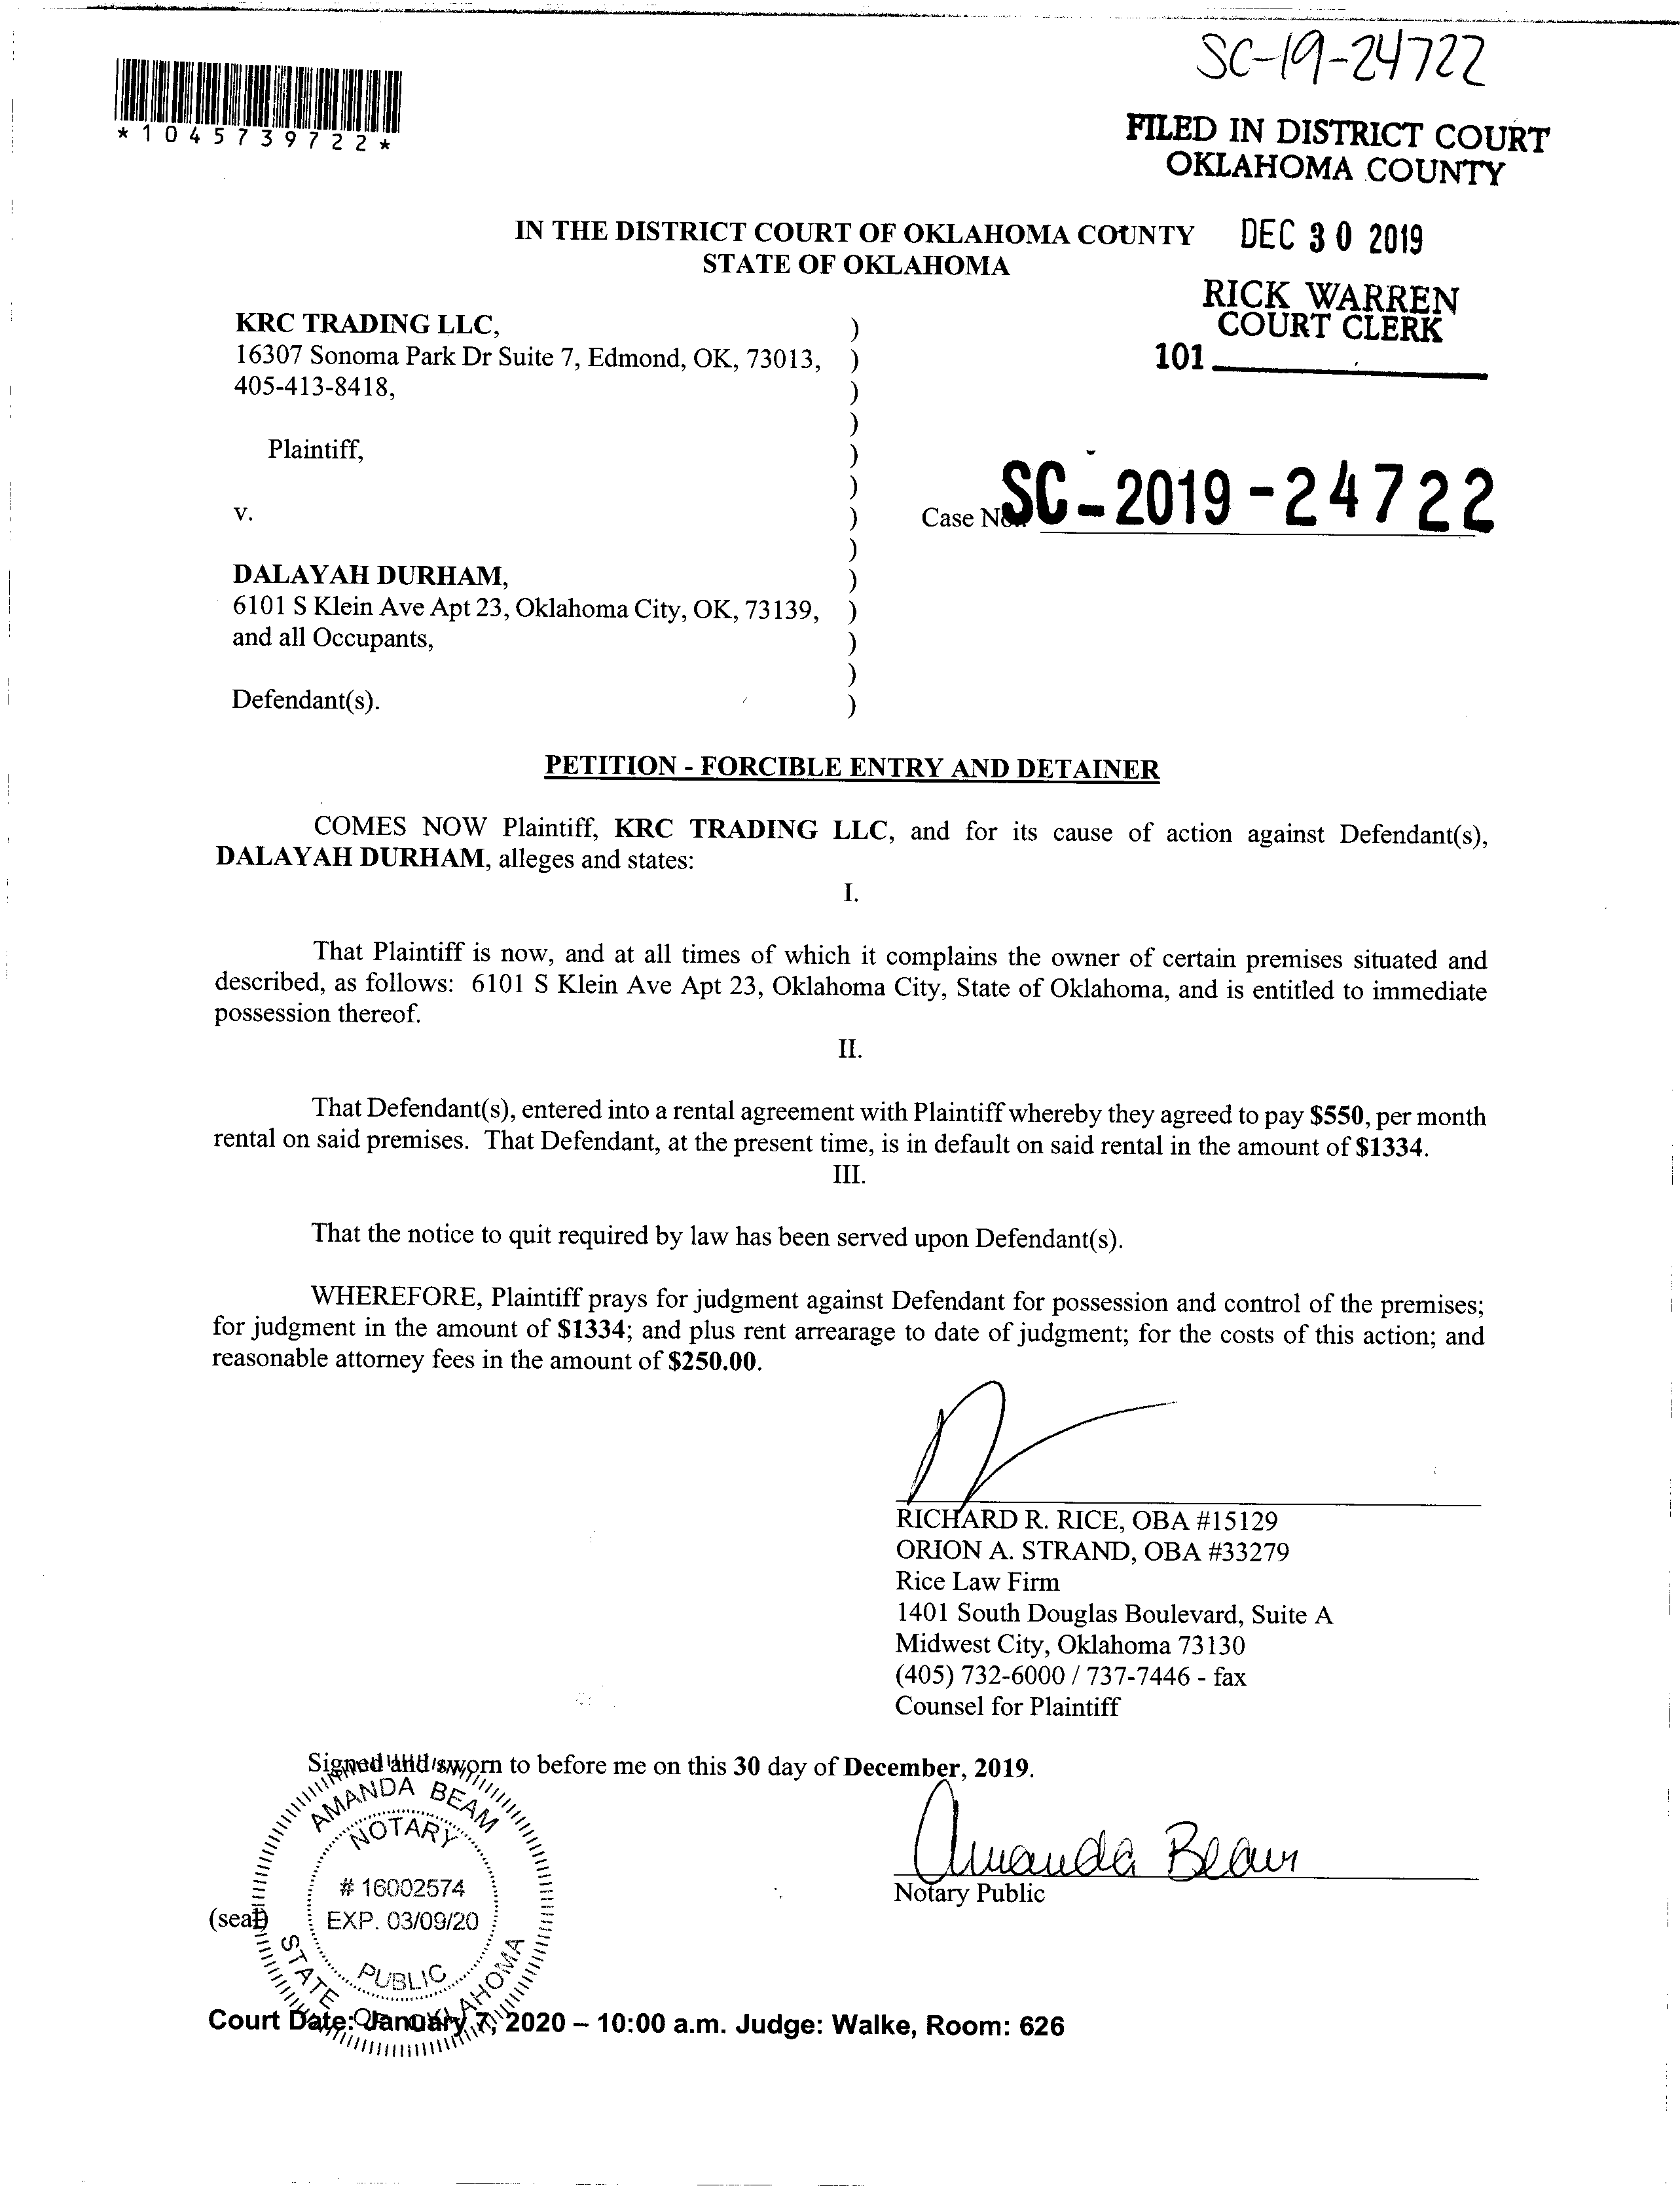 SC-19-24722
*1045739722*
FILED IN DISTRICT COURT
OKLAHOMA COUNTY
IN THE DISTRICT COURT OF OKLAHOMA COUNTY
STATE OF OKLAHOMA
DEC 30 2019
RICK WARREN
COURT CLERK
101
KRC TRADING LLC, )
16307 Sonoma Park Dr Suite 7, Edmond, OK, 73013, )
405-413-8418, )
)
Plaintiff, )
)
v. )
Case No. SC-2019-24722
)
DALAYAH DURHAM, )
6101 S Klein Ave Apt 23, Oklahoma City, OK, 73139, )
and all Occupants, )
)
Defendant(s). )
PETITION - FORCIBLE ENTRY AND DETAINER
COMES NOW Plaintiff, KRC TRADING LLC, and for its cause of action against Defendant(s),
DALAYAH DURHAM, alleges and states:
I.
That Plaintiff is now, and at all times of which it complains the owner of certain premises situated and
described, as follows: 6101 S Klein Ave Apt 23, Oklahoma City, State of Oklahoma, and is entitled to immediate
possession thereof.
II.
That Defendant(s), entered into a rental agreement with Plaintiff whereby they agreed to pay $550, per month
rental on said premises. That Defendant, at the present time, is in default on said rental in the amount of $1334.
III.
That the notice to quit required by law has been served upon Defendant(s).
WHEREFORE, Plaintiff prays for judgment against Defendant for possession and control of the premises;
for judgment in the amount of $1334; and plus rent arrearage to date of judgment; for the costs of this action; and
reasonable attorney fees in the amount of $250.00.
RICHARD R. RICE, OBA #15129
ORION A. STRAND, OBA #33279
Rice Law Firm
1401 South Douglas Boulevard, Suite A
Midwest City, Oklahoma 73130
(405) 732-6000 / 737-7446 - fax
Counsel for Plaintiff
Signed and sworn to before me on this 30 day of December, 2019.
AMANDA BEAM
NOTARY
# 16002574
EXP. 03/09/20
PUBLIC
STATE OF OKLAHOMA
(seal)
Amanda Beam
Notary Public
Court Date: January 7, 2020 – 10:00 a.m. Judge: Walke, Room: 626